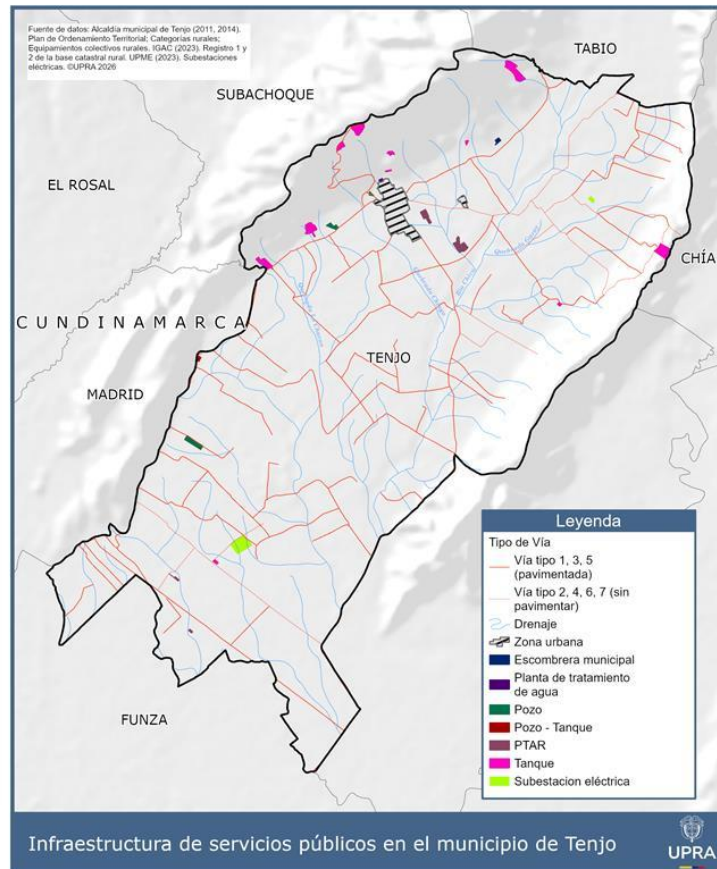 Fuente de datos: Alcaldía municipal de Tenjo (2011, 2014).
Plan de Ordenamiento Territorial; Categorías rurales;
Equipamientos colectivos rurales. IGAC (2023). Registro 1 y
2 de la base catastral rural. UPME (2023). Subestaciones
eléctricas. ©UPRA 2026
TABIO
SUBACHOQUE
EL ROSAL
CHÍA
CUNDINAMARCA
TENJO
MADRID
FUNZA
Leyenda
Tipo de Vía
Vía tipo 1, 3, 5
(pavimentada)
Vía tipo 2, 4, 6, 7 (sin
pavimentar)
Drenaje
Zona urbana
Escombrera municipal
Planta de tratamiento
de agua
Pozo
Pozo - Tanque
PTAR
Tanque
Subestacion eléctrica
Infraestructura de servicios públicos en el municipio de Tenjo
UPRA